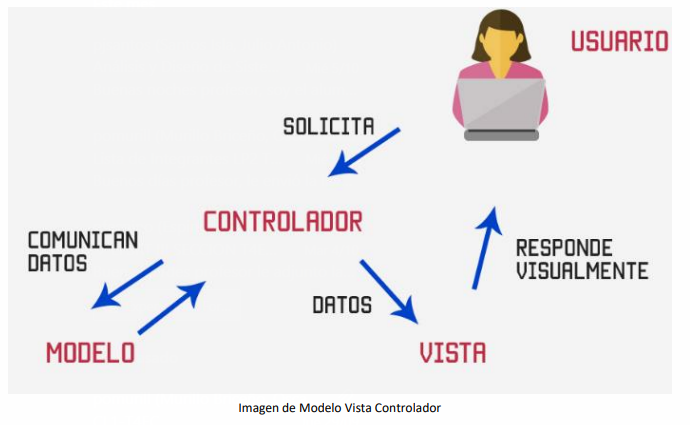 USUARIO
SOLICITA
CONTROLADOR
COMUNICAN
DATOS
RESPONDE
VISUALMENTE
DATOS
MODELO
VISTA
Imagen de Modelo Vista Controlador